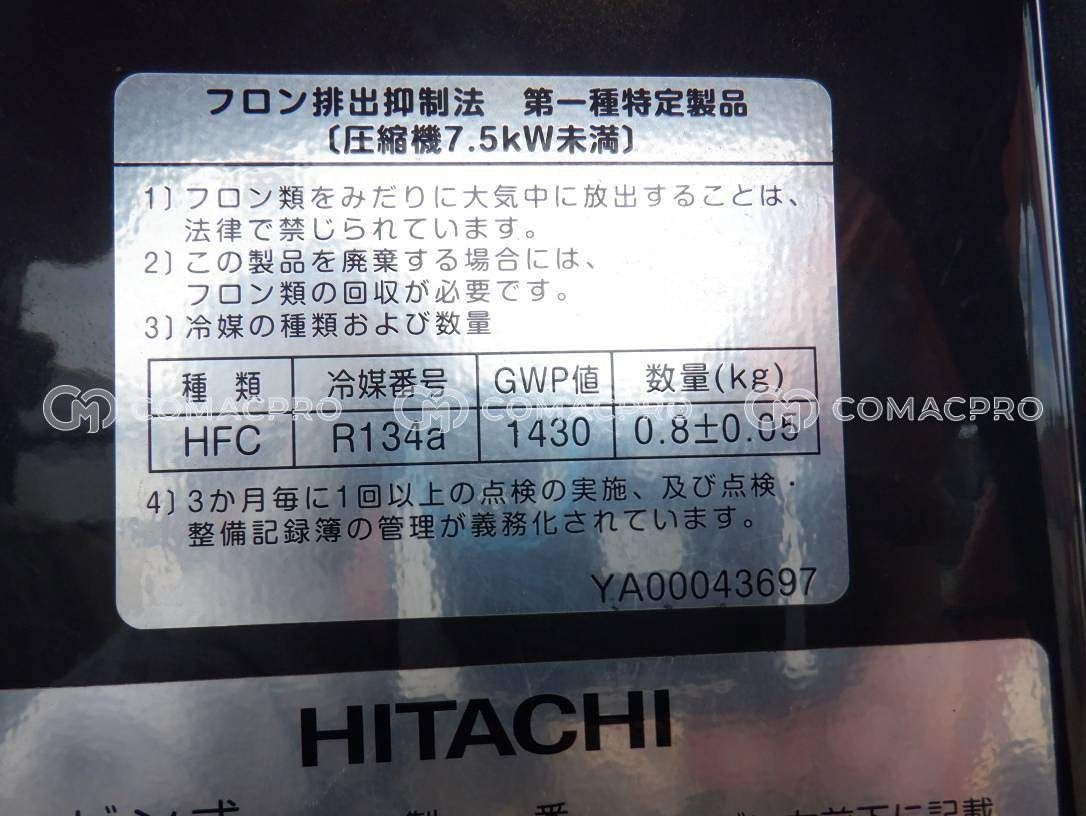 フロン排出抑制法　第一種特定製品
〔圧縮機7.5kW未満〕
1）フロン類をみだりに大気中に放出することは、
法律で禁じられています。
2）この製品を廃棄する場合には、
フロン類の回収が必要です。
3）冷媒の種類および数量
種 類 冷媒番号 GWP値 数量(kg)
COMACPRO COMACPRO COMACPRO
HFC R134a 1430 0.8±0.05
4）3か月毎に1回以上の点検の実施、及び点検・
整備記録簿の管理が義務化されています。
YA00043697
HITACHI